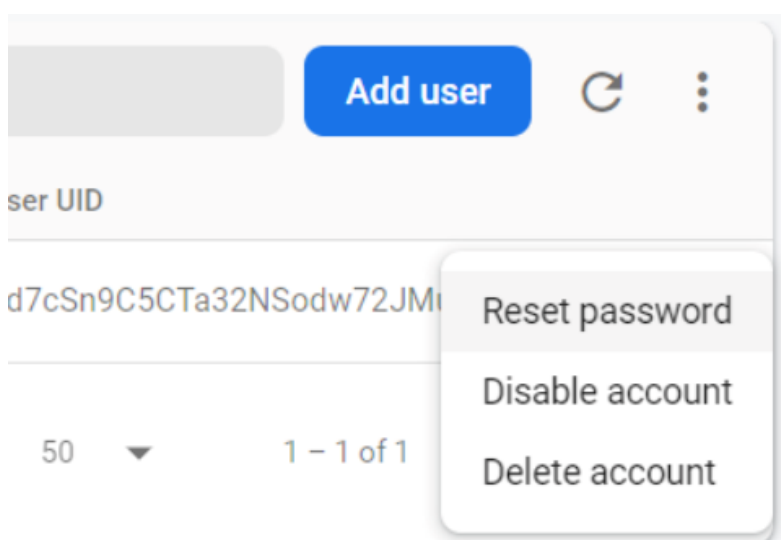 Add user
ser UID
d7cSn9C5CTa32NSodw72JM
Reset password
Disable account
50 1 – 1 of 1
Delete account